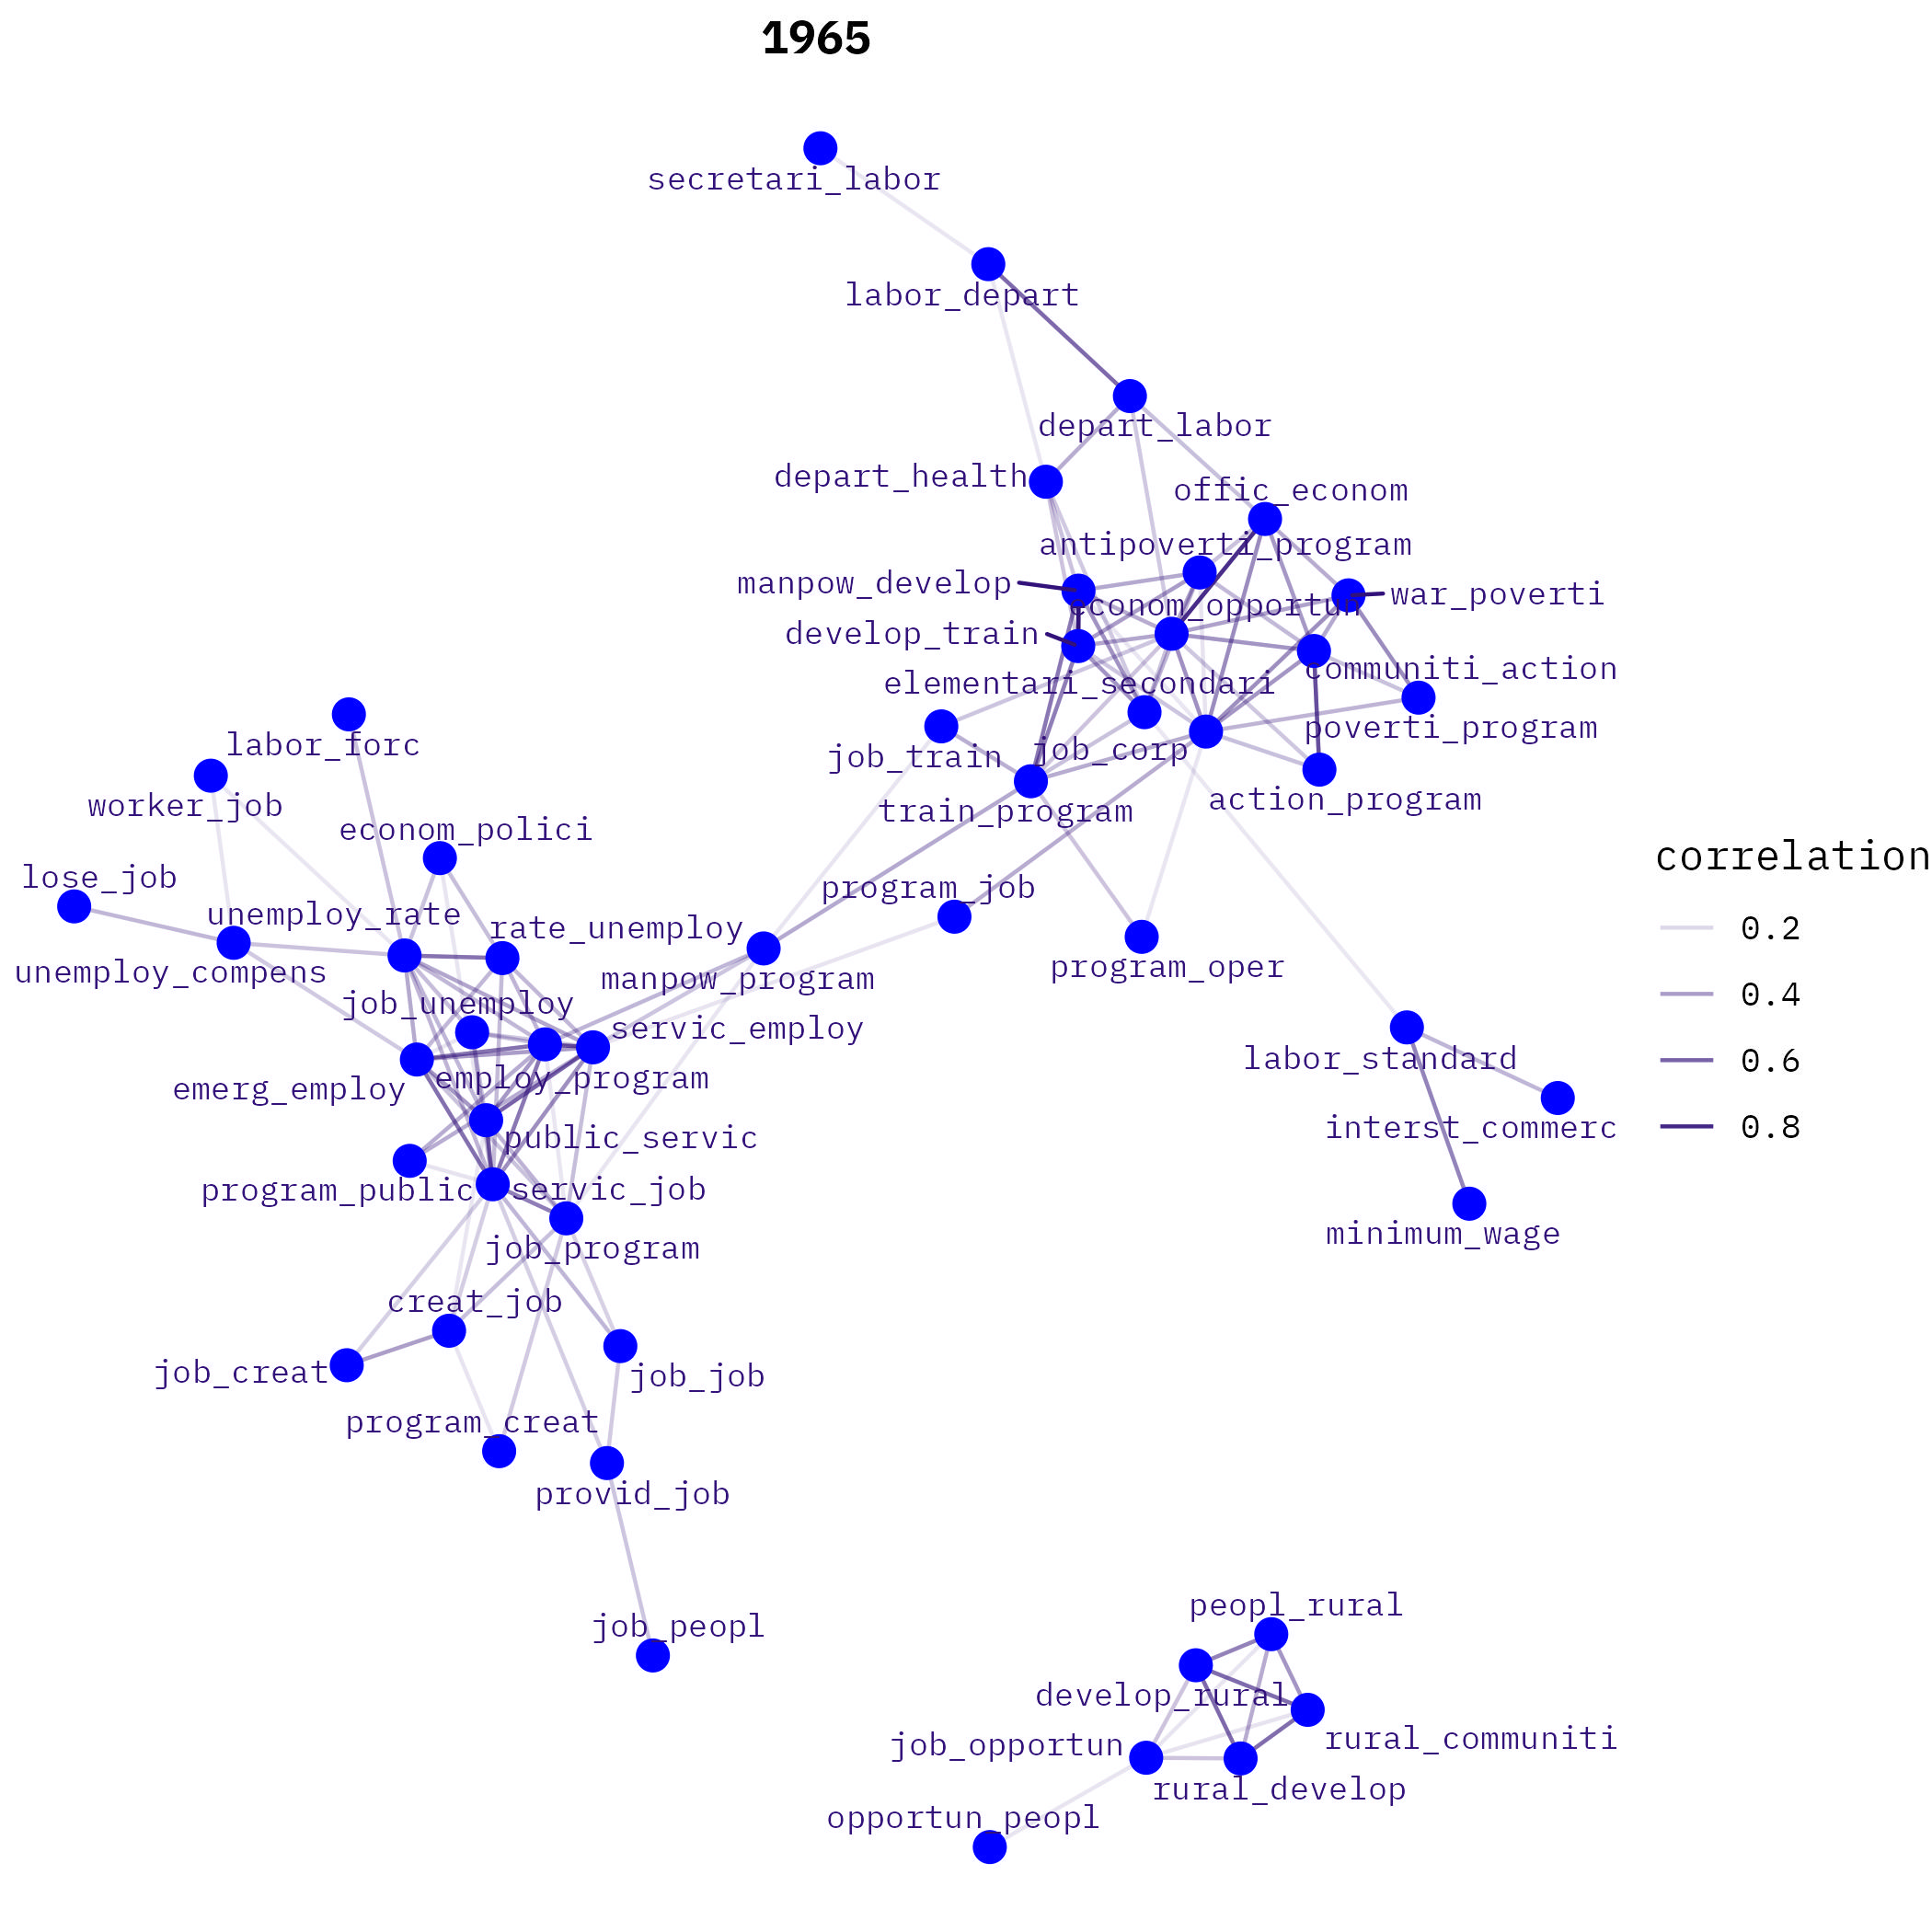 1965
secretari_labor
labor_depart
depart_labor
depart_health
offic_econom
antipoverti_program
manpow_develop
war_poverti
econom_opportun
develop_train
communiti_action
elementari_secondari
poverti_program
job_train
job_corp
labor_forc
action_program
worker_job
train_program
econom_polici
correlation
lose_job
program_job
unemploy_rate
rate_unemploy
0.2
unemploy_compens
manpow_program
program_oper
0.4
job_unemploy
servic_employ
labor_standard
0.6
emerg_employ
employ_program
interst_commerc
0.8
public_servic
program_public
servic_job
minimum_wage
job_program
creat_job
job_creat
job_job
program_creat
provid_job
peopl_rural
job_peopl
develop_rural
job_opportun
rural_communiti
rural_develop
opportun_peopl